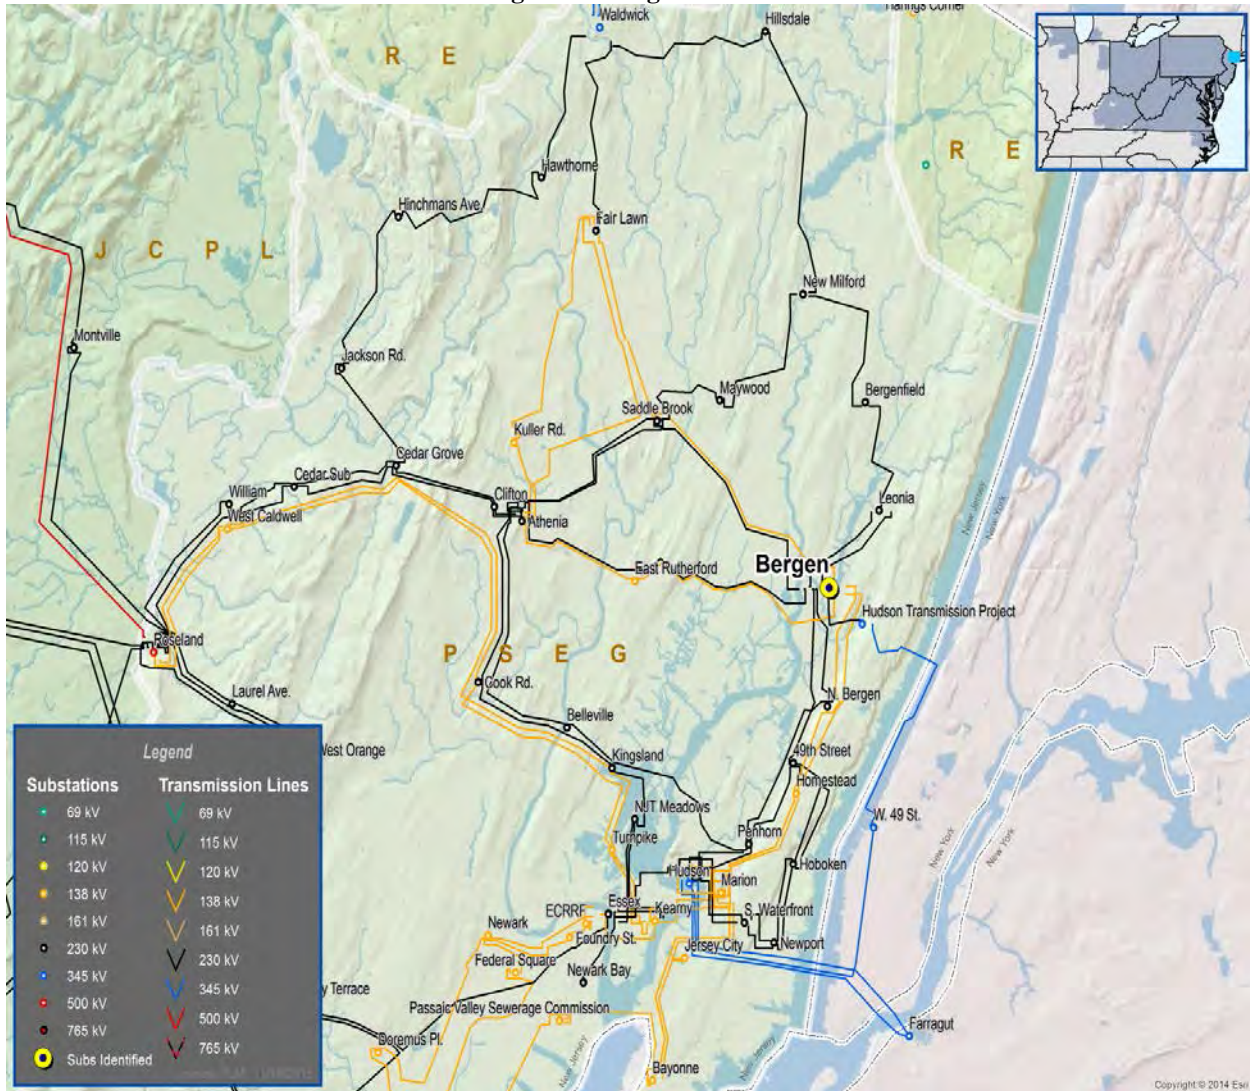 Waldwick
Hillsdale
R E
R E
Hawthorne
Hinchmans Ave.
Fair Lawn
J C P L
New Milford
Montville
Jackson Rd.
Maywood
Bergenfield
Saddle Brook
Kuller Rd.
Cedar Grove
Cedar Sub
William
Clifton
Leonia
West Caldwell
Athenia
New Jersey
New York
East Rutherford
Bergen
Hudson Transmission Project
Roseland
P S E G
Cook Rd.
Laurel Ave.
N. Bergen
Belleville
West Orange
49th Street
Kingsland
Homestead
NJT Meadows
W. 49 St.
Turnpike
Penhorn
New York
New York
Hoboken
Hudson
Marion
Essex
ECRRF
Kearny
S. Waterfront
Newark
Foundry St.
Jersey City
Newport
Federal Square
Newark Bay
y Terrace
Passaic Valley Sewerage Commission
Farragut
Doremus Pl.
New Jersey
New Jersey
Bayonne
Legend
Substations Transmission Lines
69 kV 69 kV
115 kV 115 kV
120 kV 120 kV
138 kV 138 kV
161 kV 161 kV
230 kV 230 kV
345 kV 345 kV
500 kV 500 kV
765 kV 765 kV
Subs Identified
Copyright © 2014 Esri